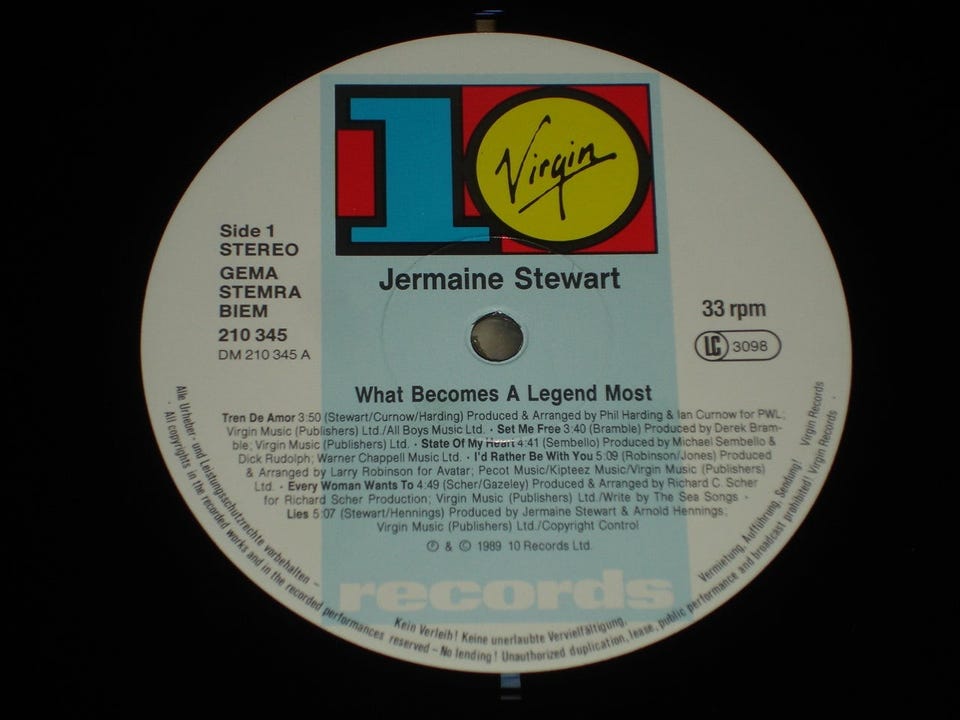 10
Virgin
Jermaine Stewart
Side 1
STEREO
GEMA
STEMRA
BIEM
210 345
DM 210 345 A
33 rpm
LC 3098
What Becomes A Legend Most
Tren De Amor 3:50 (Stewart/Curnow/Harding) Produced & Arranged by Phil Harding & Ian Curnow for PWL;
Virgin Music (Publishers) Ltd./All Boys Music Ltd. · Set Me Free 3:40 (Bramble) Produced by Derek Bram-
ble; Virgin Music (Publishers) Ltd. · State Of My Heart 4:41 (Sembello) Produced by Michael Sembello &
Dick Rudolph; Warner Chappell Music Ltd. · I'd Rather Be With You 5:09 (Robinson/Jones) Produced
& Arranged by Larry Robinson for Avatar; Pecot Music/Kipteez Music/Virgin Music (Publishers)
Ltd. · Every Woman Wants To 4:49 (Scher/Gazeley) Produced & Arranged by Richard C. Scher
for Richard Scher Production; Virgin Music (Publishers) Ltd./Write by The Sea Songs ·
Lies 5:07 (Stewart/Hennings) Produced by Jermaine Stewart & Arnold Hennings;
Virgin Music (Publishers) Ltd./Copyright Control
℗ & © 1989 10 Records Ltd.
records
Alle Urheber- und Leistungsschutzrechte vorbehalten – Kein Verleih! Keine unerlaubte Vervielfältigung, Vermietung, Aufführung, Sendung! Virgin Records
· All copyrights in the recorded works and in the recorded performances reserved – No lending! Unauthorized duplication, lease, public performance and broadcast prohibited! Virgin Records ·